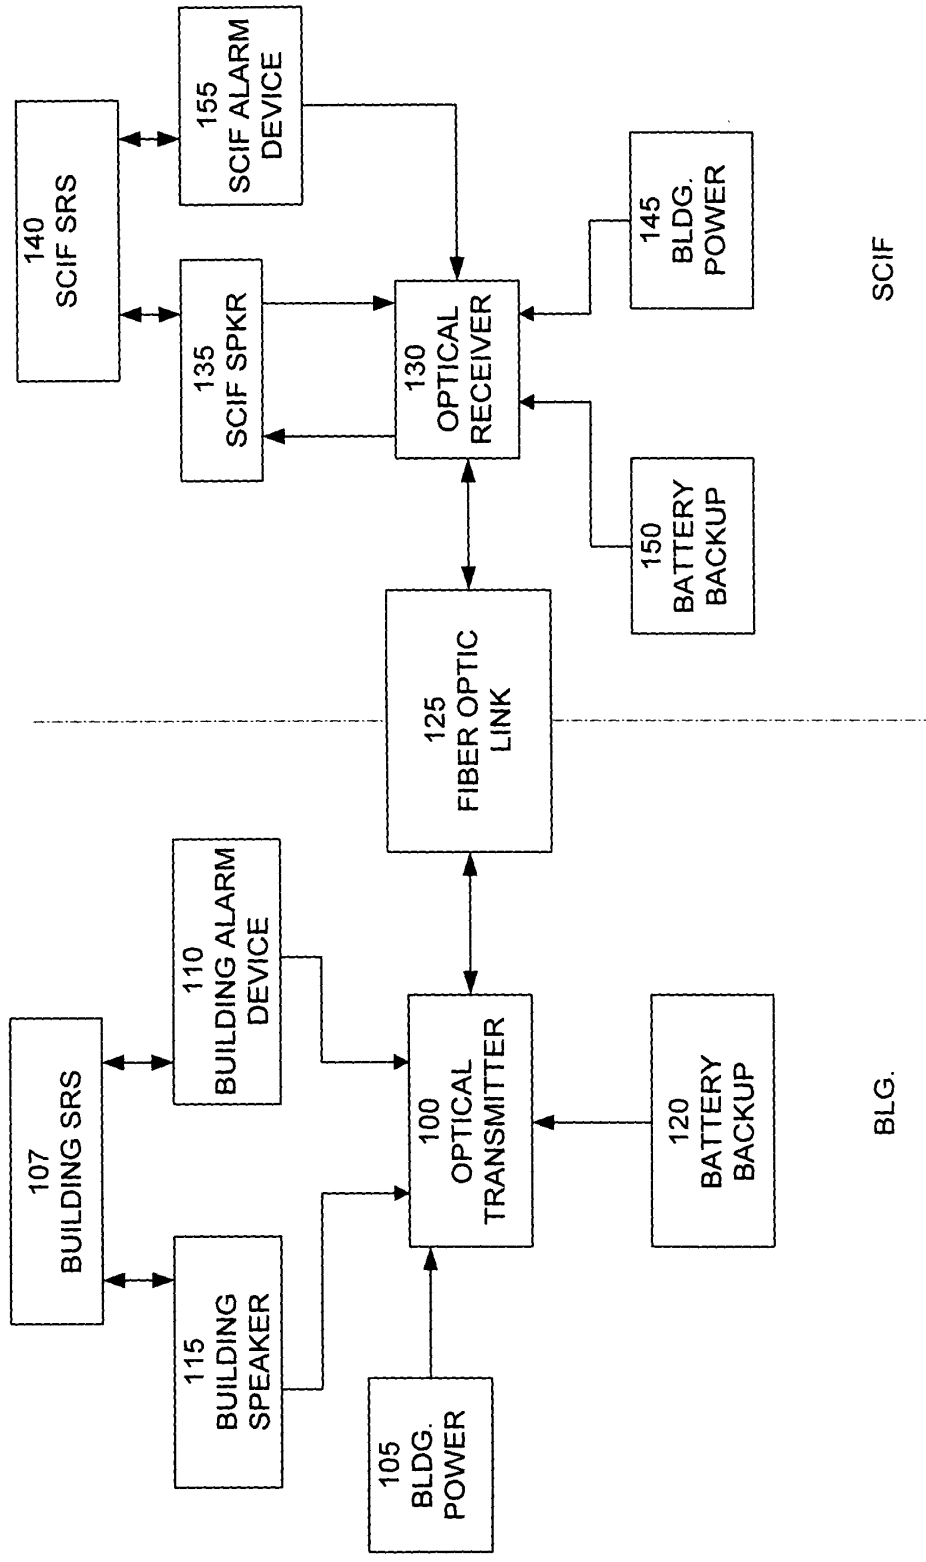 107
BUILDING SRS
140
SCIF SRS
115
BUILDING
SPEAKER
110
BUILDING ALARM
DEVICE
135
SCIF SPKR
155
SCIF ALARM
DEVICE
105
BLDG.
POWER
100
OPTICAL
TRANSMITTER
125
FIBER OPTIC
LINK
130
OPTICAL
RECEIVER
120
BATTERY
BACKUP
150
BATTERY
BACKUP
145
BLDG.
POWER
BLG.
SCIF